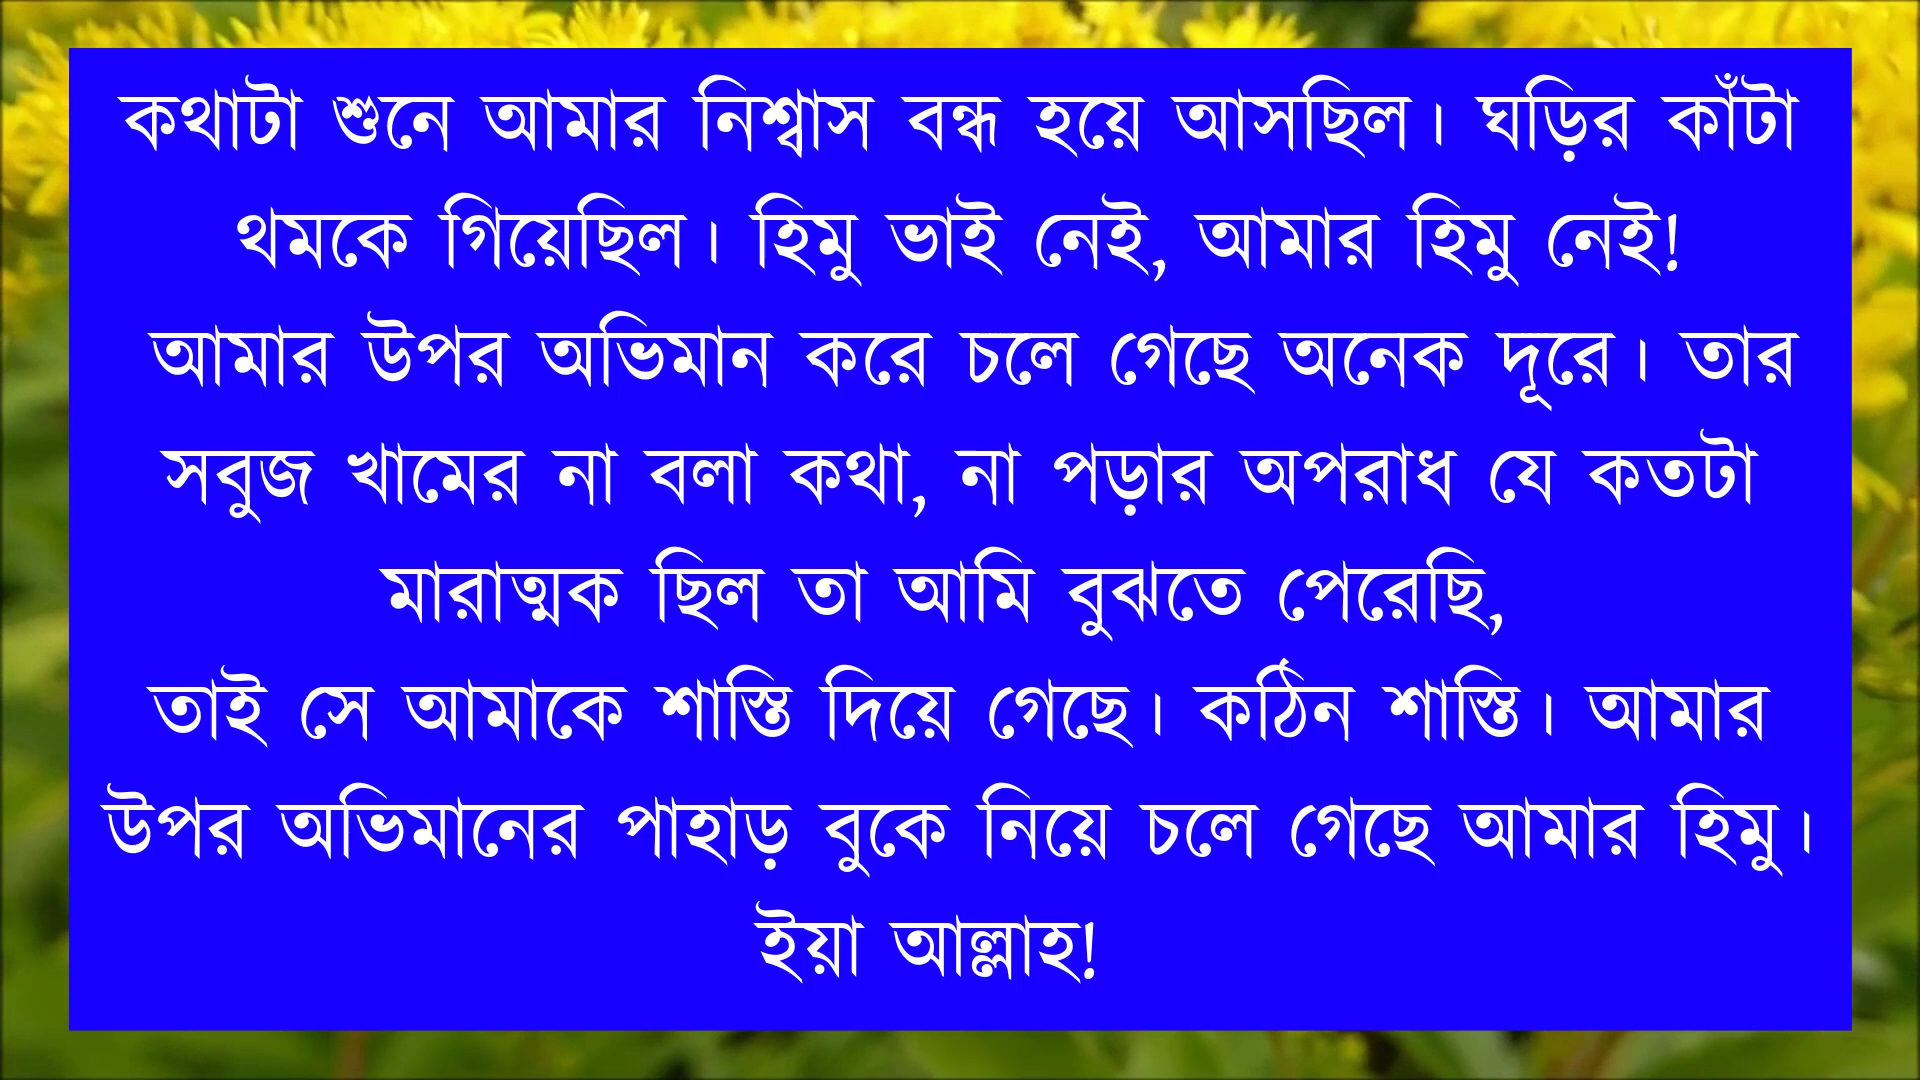 কথাটা শুনে আমার নিশ্বাস বন্ধ হয়ে আসছিল। ঘড়ির কাঁটা
থমকে গিয়েছিল। হিমু ভাই নেই, আমার হিমু নেই!
আমার উপর অভিমান করে চলে গেছে অনেক দূরে। তার
সবুজ খামের না বলা কথা, না পড়ার অপরাধ যে কতটা
মারাত্মক ছিল তা আমি বুঝতে পেরেছি,
তাই সে আমাকে শাস্তি দিয়ে গেছে। কঠিন শাস্তি। আমার
উপর অভিমানের পাহাড় বুকে নিয়ে চলে গেছে আমার হিমু।
ইয়া আল্লাহ!